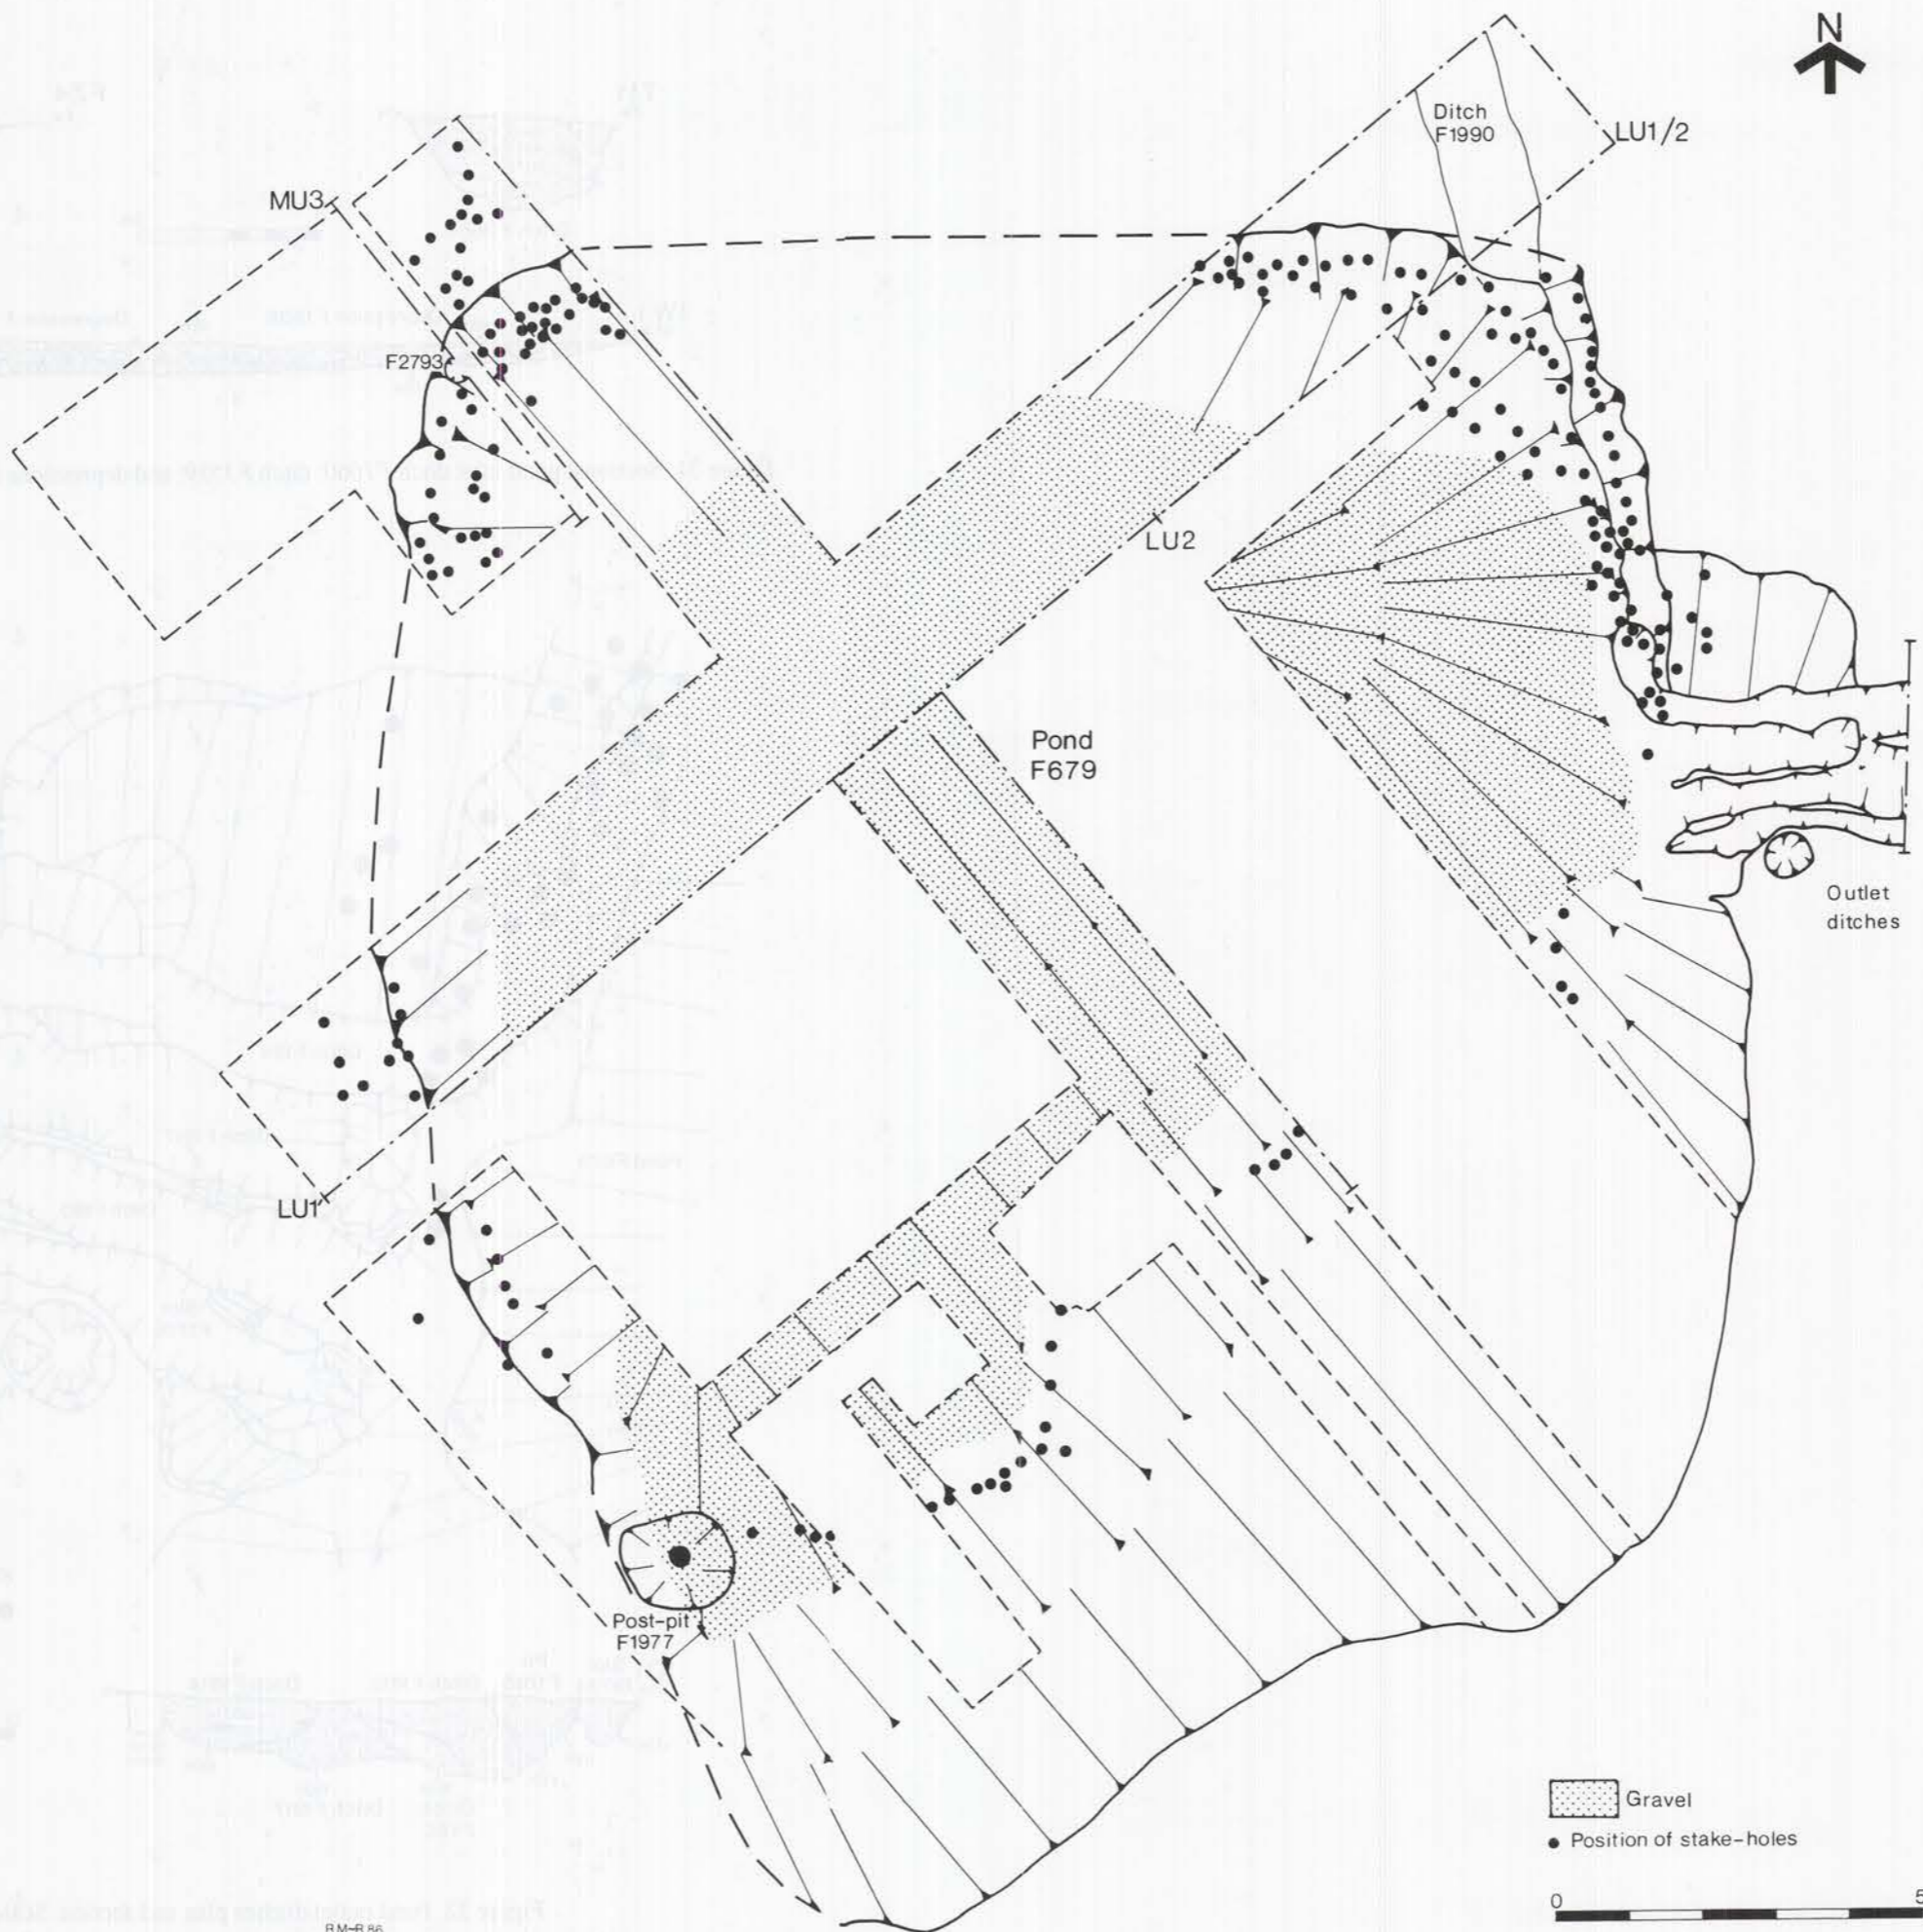 N
Ditch
F1990
LU1/2
MU3
F2793
LU2
Pond
F679
Outlet
ditches
LU1
Post-pit
F1977
Gravel
Position of stake-holes
0
5